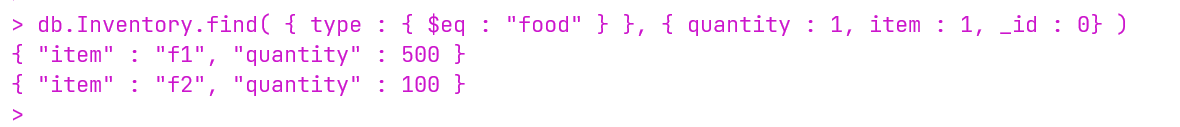 > db.Inventory.find( { type : { $eq : "food" } }, { quantity : 1, item : 1, _id : 0} )
{ "item" : "f1", "quantity" : 500 }
{ "item" : "f2", "quantity" : 100 }
>